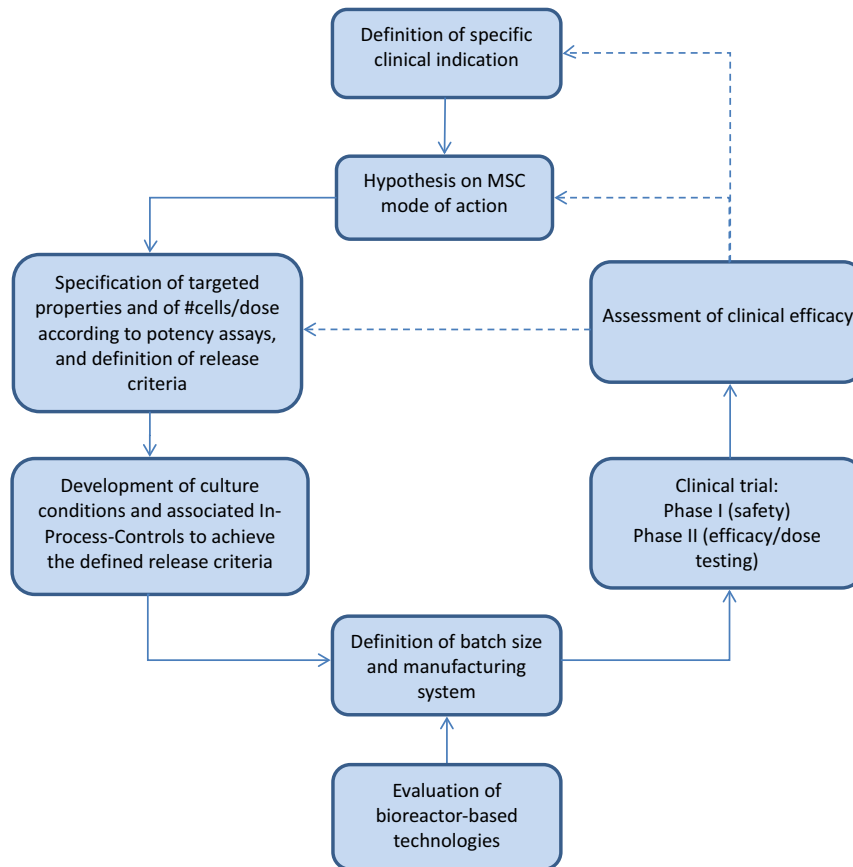 Definition of specific
clinical indication
Hypothesis on MSC
mode of action
Specification of targeted
properties and of #cells/dose
according to potency assays,
and definition of release
criteria
Assessment of clinical efficacy
Development of culture
conditions and associated In-
Process-Controls to achieve
the defined release criteria
Clinical trial:
Phase I (safety)
Phase II (efficacy/dose
testing)
Definition of batch size
and manufacturing
system
Evaluation of
bioreactor-based
technologies